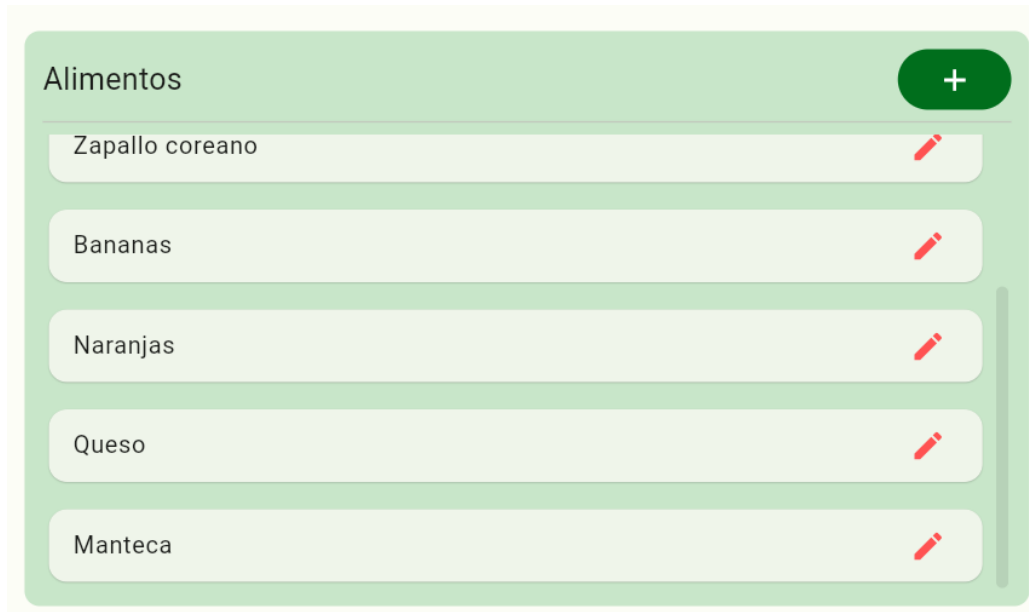 Alimentos
+
Zapallo coreano
Bananas
Naranjas
Queso
Manteca